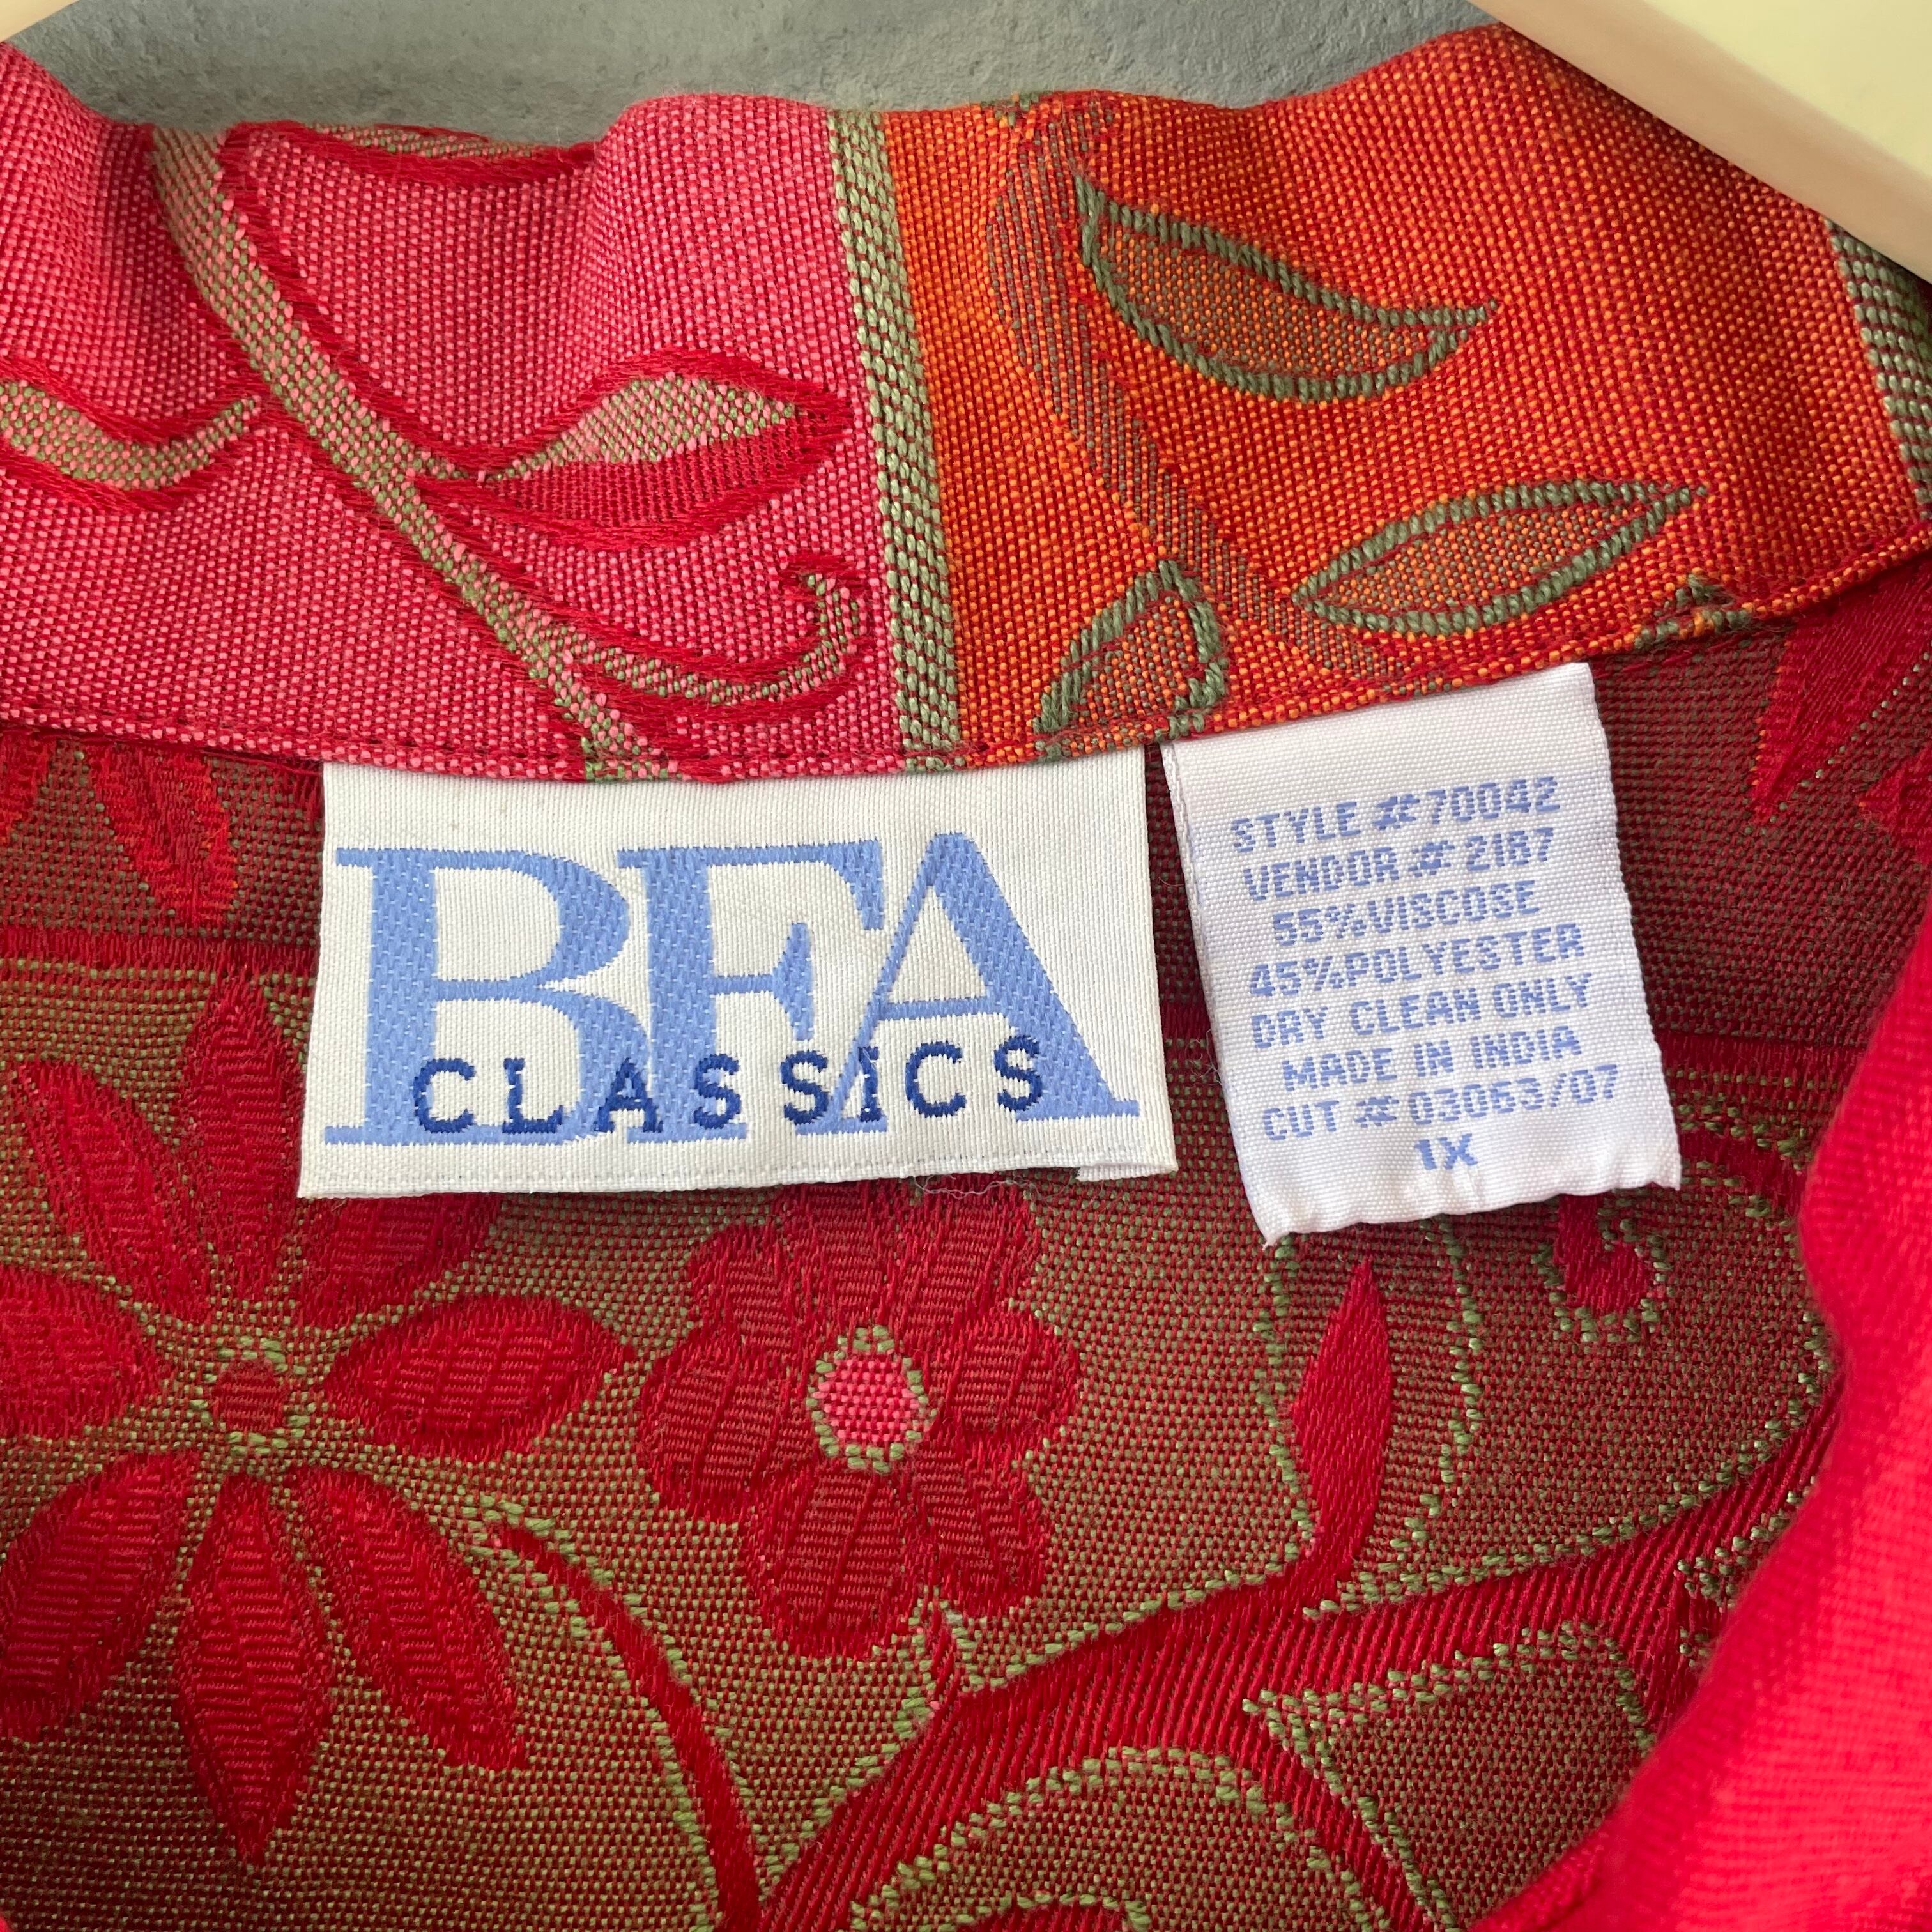 BFA
CLASSICS
STYLE #70042
VENDOR # 2187
55%VISCOSE
45%POLYESTER
DRY CLEAN ONLY
MADE IN INDIA
CUT # 03063/07
1X